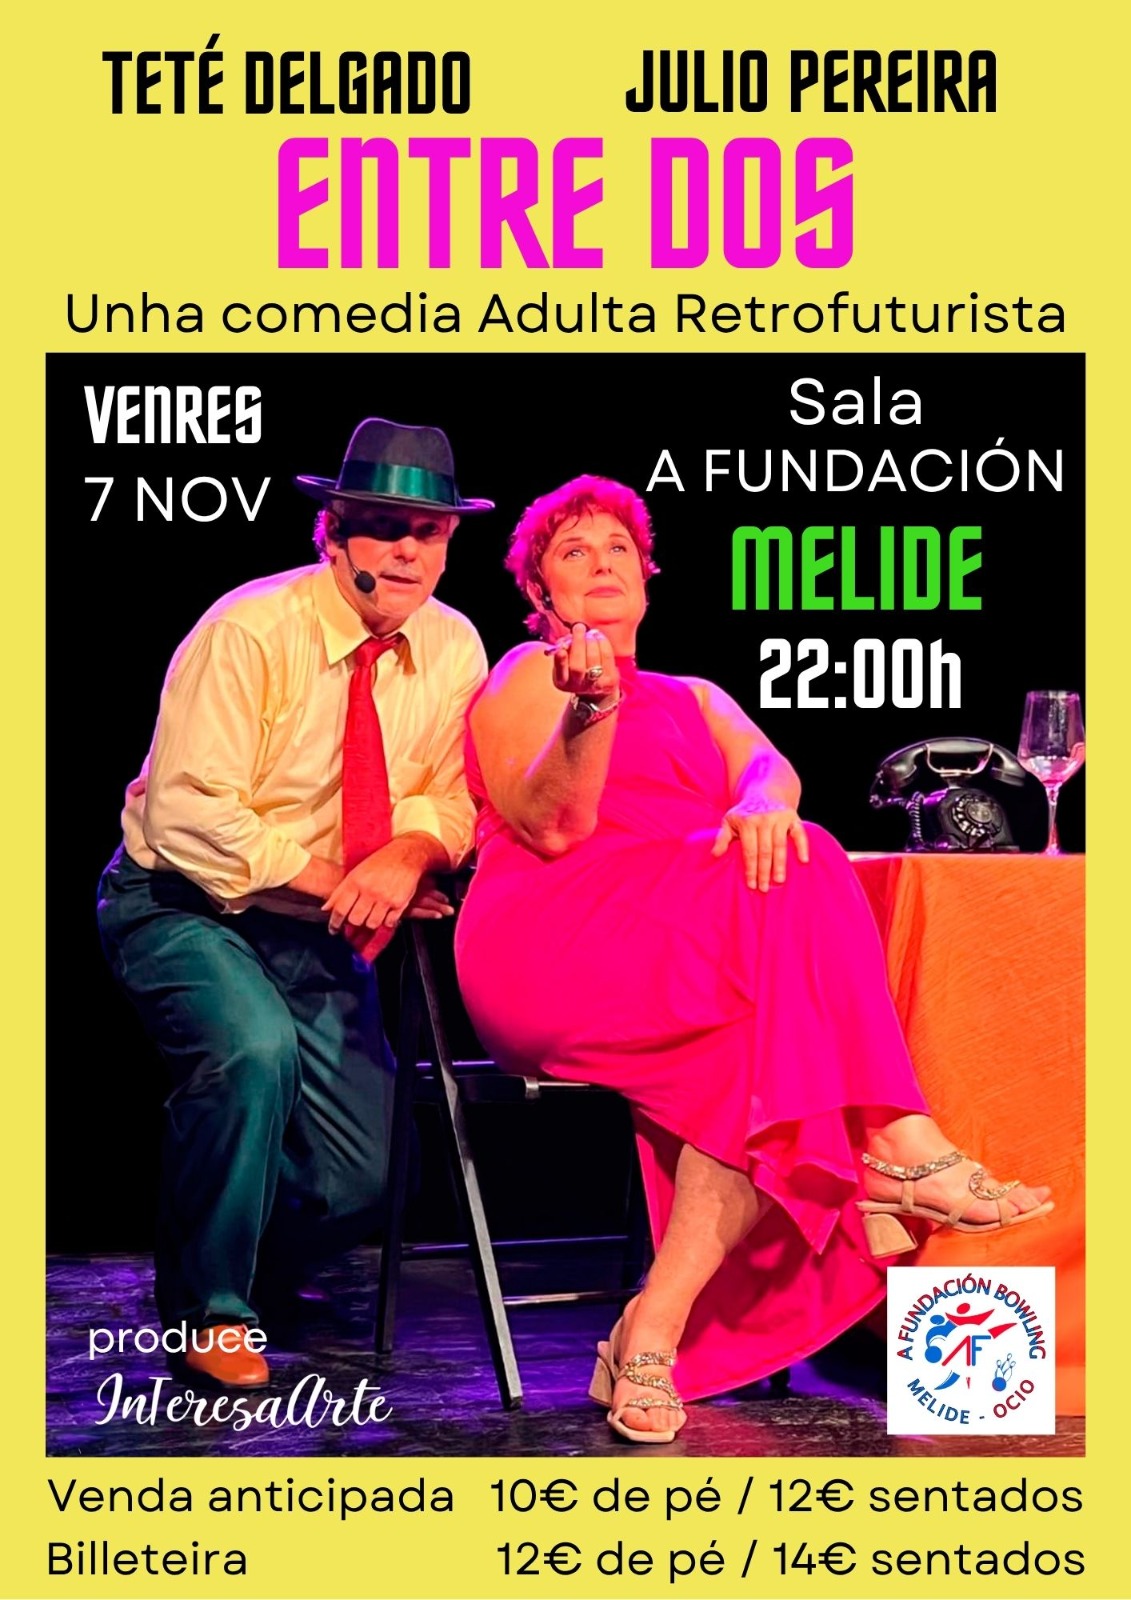 TETÉ DELGADO
JULIO PEREIRA
ENTRE DOS
Unha comedia Adulta Retrofuturista
VENRES
7 NOV
Sala
A FUNDACIÓN
MELIDE
22:00h
produce
InTeresaArte
A FUNDACIÓN BOWLING
AF
MELIDE - OCIO
Venda anticipada 10€ de pé / 12€ sentados
Billeteira 12€ de pé / 14€ sentados